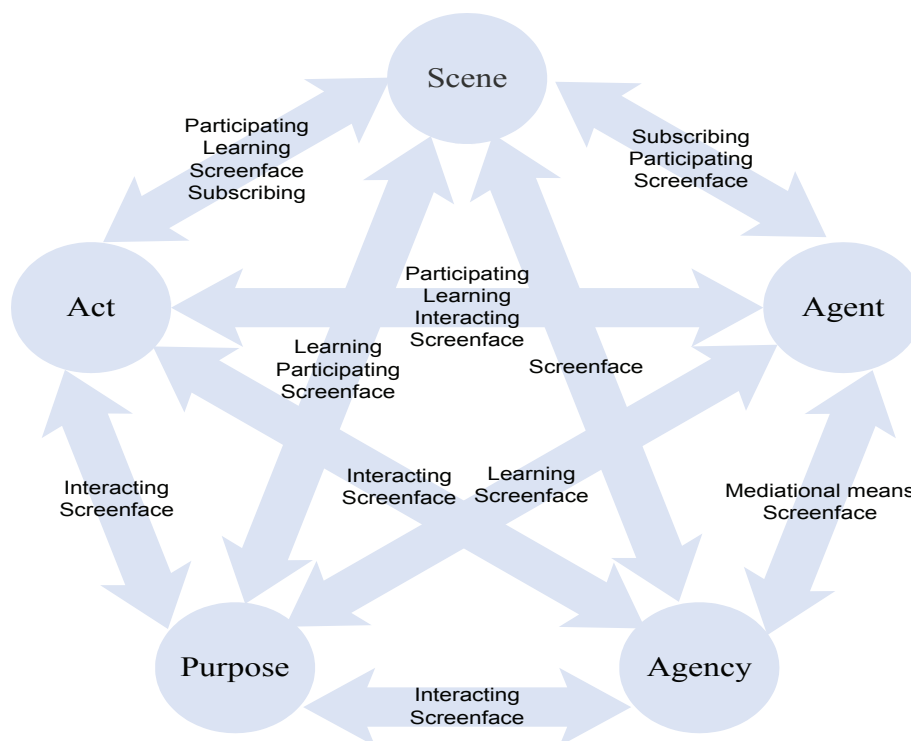 Scene
Participating
Learning
Screenface
Subscribing
Subscribing
Participating
Screenface
Act
Participating
Learning
Interacting
Screenface
Agent
Learning
Participating
Screenface
Screenface
Interacting
Screenface
Interacting
Screenface
Learning
Screenface
Mediational means
Screenface
Purpose
Interacting
Screenface
Agency